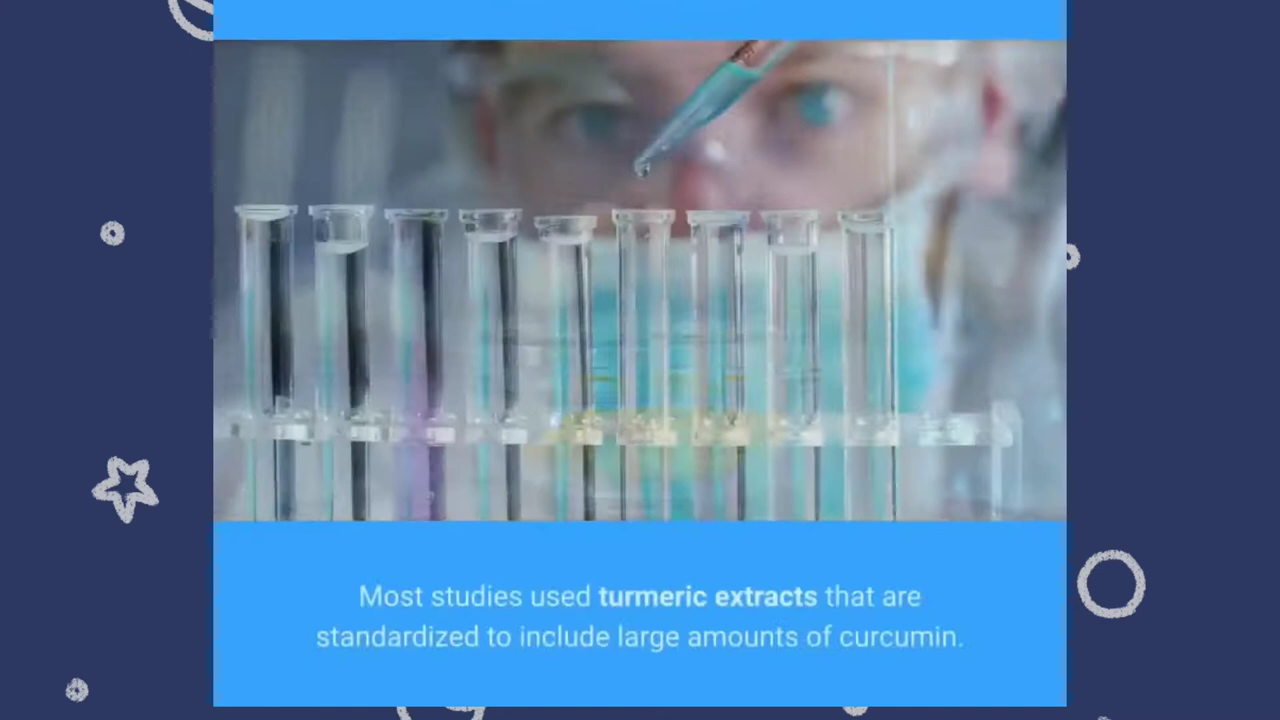 Most studies used turmeric extracts that are
standardized to include large amounts of curcumin.